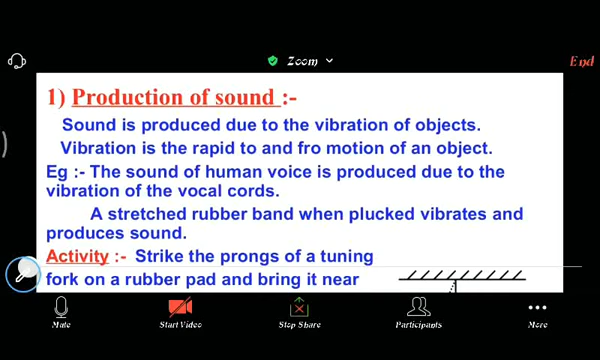 Zoom
End
1) Production of sound :-
Sound is produced due to the vibration of objects.
Vibration is the rapid to and fro motion of an object.
Eg :- The sound of human voice is produced due to the
vibration of the vocal cords.
A stretched rubber band when plucked vibrates and
produces sound.
Activity :- Strike the prongs of a tuning
fork on a rubber pad and bring it near
Mute
Start Video
Stop Share
Participants
More